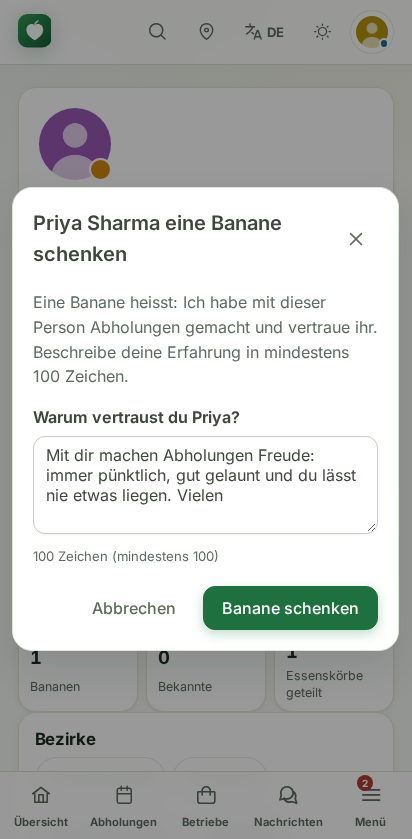 DE
Priya Sharma eine Banane
schenken
Eine Banane heisst: Ich habe mit dieser
Person Abholungen gemacht und vertraue ihr.
Beschreibe deine Erfahrung in mindestens
100 Zeichen.
Warum vertraust du Priya?
Mit dir machen Abholungen Freude:
immer pünktlich, gut gelaunt und du lässt
nie etwas liegen. Vielen
100 Zeichen (mindestens 100)
Abbrechen
Banane schenken
1
Bananen
0
Bekannte
1
Essenskörbe
geteilt
Bezirke
Übersicht
Abholungen
Betriebe
Nachrichten
2
Menü